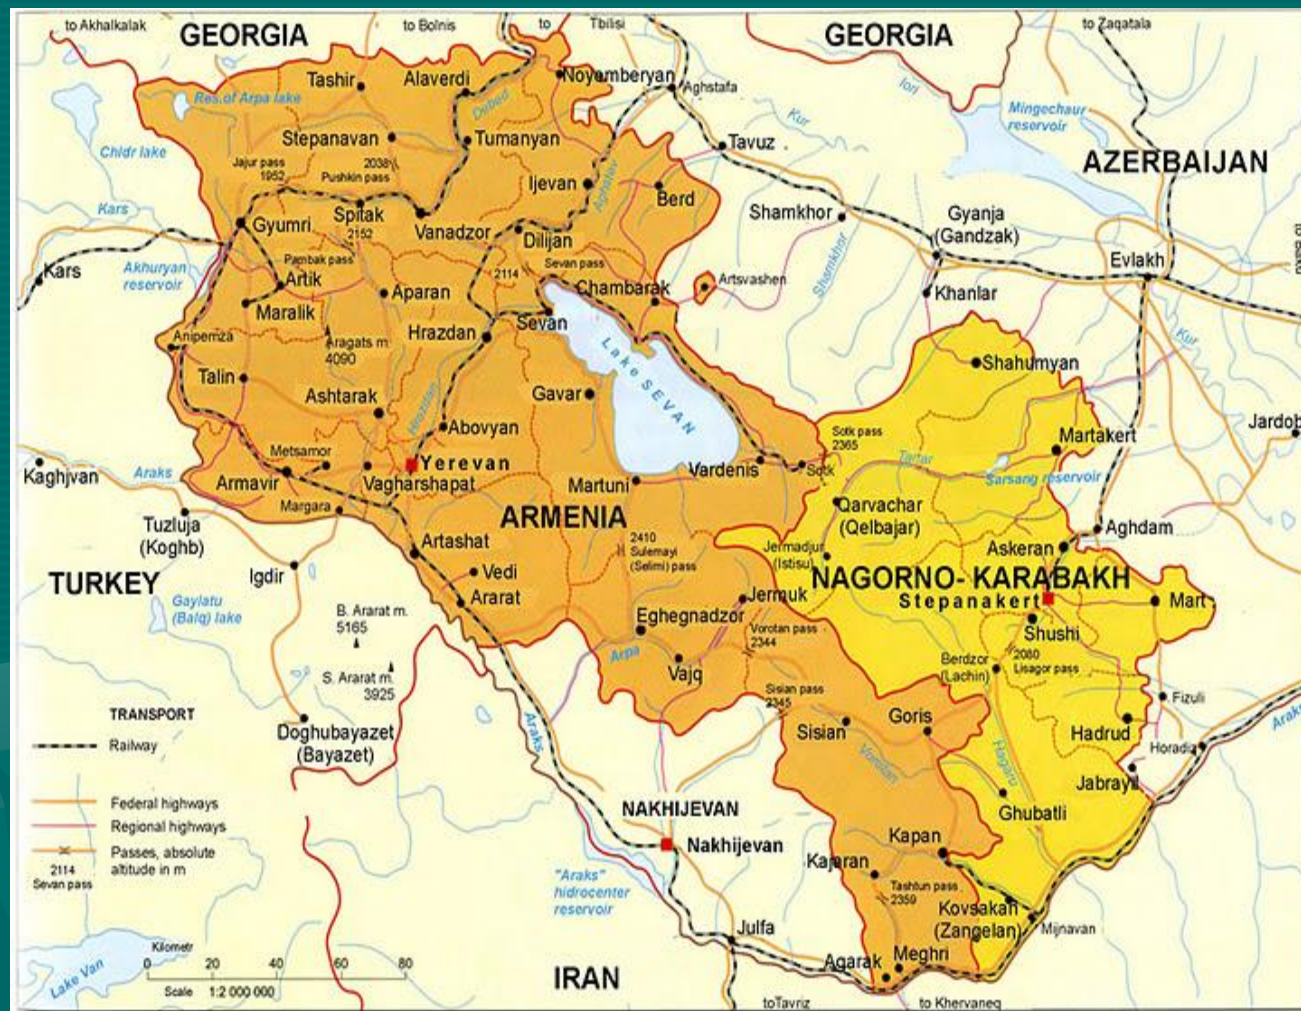 to Akhalkalak
to Bolnis
to
Tbilisi
to Zaqatala
GEORGIA
GEORGIA
Tashir
Alaverdi
Noyemberyan
Aghstafa
Iori
Mingechaur
reservoir
Res.of Arpa lake
Debed
Kur
Stepanavan
Tumanyan
Tavuz
Childr lake
Jajur pass
1952
2038
Pushkin pass
AZERBAIJAN
Ijevan
Aghstev
Berd
Kars
Spitak
2152
Gyumri
Vanadzor
Dilijan
Shamkhor
Gyanja
(Gandzak)
Pambak pass
Sevan pass
2114
Kars
Akhuryan
reservoir
Artik
Aparan
Chambarak
Artsvashen
Shamkhor
Evlakh
to Baku
Maralik
Khanlar
Sevan
Anipemza
Aragats m.
4090
Hrazdan
Kur
Lake SEVAN
Shahumyan
Talin
Ashtarak
Gavar
Hrazdan
Jardob
Abovyan
Sotk pass
2365
Martakert
Metsamor
Yerevan
Vardenis
Sotk
Tartar
Sarsang reservoir
Kaghjvan
Araks
Armavir
Vagharshapat
Martuni
Margara
ARMENIA
Qarvachar
(Qelbajar)
Tuzluja
(Koghb)
Artashat
2410
Sulemayi
(Selimi) pass
Jermadjur
(Istisu)
Askeran
Aghdam
TURKEY
Igdir
Vedi
NAGORNO-KARABAKH
Gaylatu
(Balq) lake
B. Ararat m.
5165
Ararat
Eghegnadzor
Jermuk
Stepanakert
Mart
Shushi
Vorotan pass
2344
Arpa
Vajq
Berdzor
(Lachin)
2080
Lisagor pass
S. Ararat m.
3925
Sisian pass
2345
Fizuli
TRANSPORT
Doghubayazet
(Bayazet)
Araks
Sisian
Goris
Hadrud
Araks
Railway
Vorotan
Hagaru
Horadiz
Jabrayil
Federal highways
NAKHIJEVAN
Ghubatli
Regional highways
Nakhijevan
Kapan
Passes, absolute
altitude in m
2114
Sevan pass
Kajaran
"Araks"
hidrocenter
reservoir
Tashtun pass
2359
Kovsakan
(Zangelan)
Mijnavan
Julfa
Kilometr
0 20 40 60 80
Scale 1:2 000 000
Lake Van
IRAN
Agarak
Meghri
toTavriz
to Khervaneq